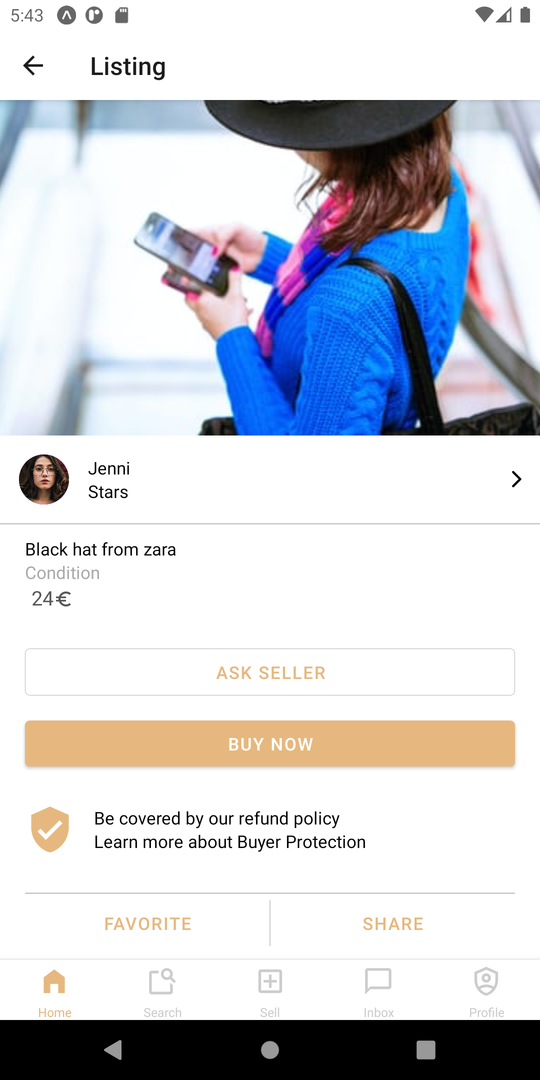 5:43
Listing
Jenni
Stars
Black hat from zara
Condition
24€
ASK SELLER
BUY NOW
Be covered by our refund policy
Learn more about Buyer Protection
FAVORITE
SHARE
Home
Search
Sell
Inbox
Profile